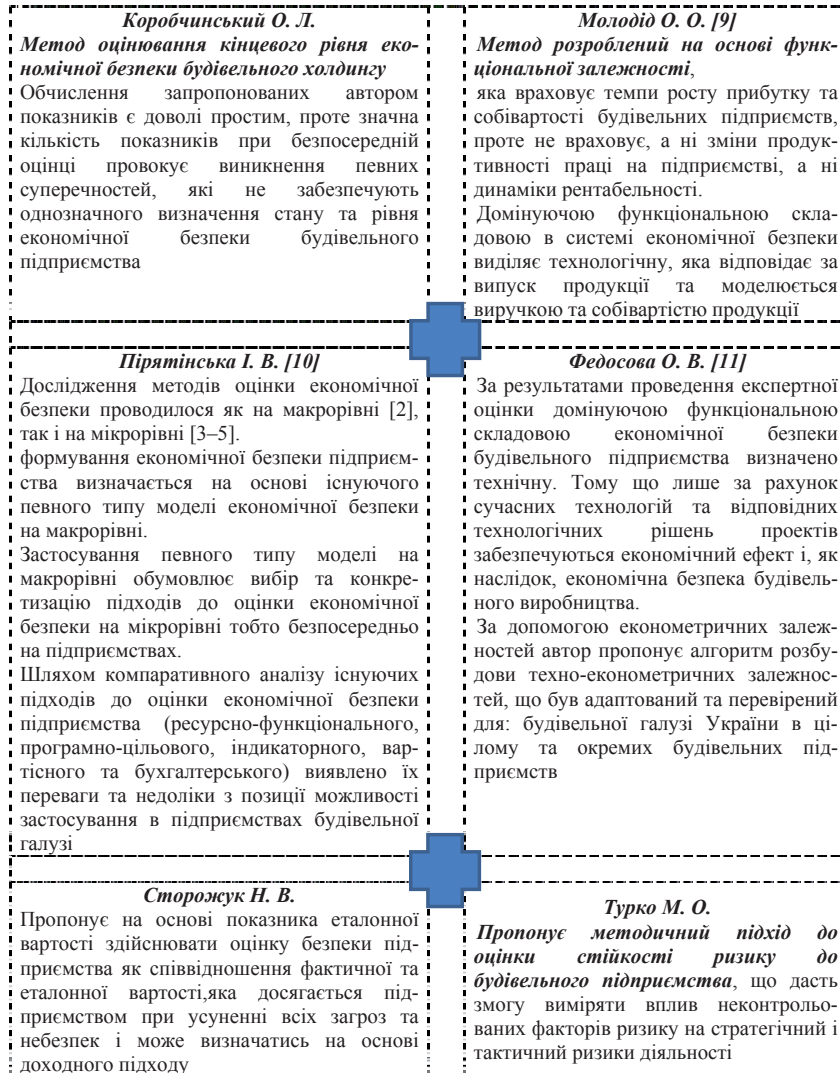 Коробчинський О. Л.
Метод оцінювання кінцевого рівня еко-
номічної безпеки будівельного холдингу
Обчислення запропонованих автором
показників є доволі простим, проте значна
кількість показників при безпосередній
оцінці провокує виникнення певних
суперечностей, які не забезпечують
однозначного визначення стану та рівня
економічної безпеки будівельного
підприємства
Молодід О. О. [9]
Метод розроблений на основі функ-
ціональної залежності,
яка враховує темпи росту прибутку та
собівартості будівельних підприємств,
проте не враховує, а ні зміни продук-
тивності праці на підприємстві, а ні
динаміки рентабельності.
Домінуючою функціональною скла-
довою в системі економічної безпеки
виділяє технологічну, яка відповідає за
випуск продукції та моделюється
виручкою та собівартістю продукції
Пірятінська І. В. [10]
Дослідження методів оцінки економічної
безпеки проводилося як на макрорівні [2],
так і на мікрорівні [3–5].
формування економічної безпеки підприєм-
ства визначається на основі існуючого
певного типу моделі економічної безпеки
на макрорівні.
Застосування певного типу моделі на
макрорівні обумовлює вибір та конкре-
тизацію підходів до оцінки економічної
безпеки на мікрорівні тобто безпосередньо
на підприємствах.
Шляхом компаративного аналізу існуючих
підходів до оцінки економічної безпеки
підприємства (ресурсно-функціонального,
програмно-цільового, індикаторного, вар-
тісного та бухгалтерського) виявлено їх
переваги та недоліки з позиції можливості
застосування в підприємствах будівельної
галузі
Федосова О. В. [11]
За результатами проведення експертної
оцінки домінуючою функціональною
складовою економічної безпеки
будівельного підприємства визначено
технічну. Тому що лише за рахунок
сучасних технологій та відповідних
технологічних рішень проектів
забезпечуються економічний ефект і, як
наслідок, економічна безпека будівель-
ного виробництва.
За допомогою економетричних залеж-
ностей автор пропонує алгоритм розбу-
дови техно-економетричних залежнос-
тей, що був адаптований та перевірений
для: будівельної галузі України в ці-
лому та окремих будівельних під-
приємств
Сторожук Н. В.
Пропонує на основі показника еталонної
вартості здійснювати оцінку безпеки під-
приємства як співвідношення фактичної та
еталонної вартості,яка досягається під-
приємством при усуненні всіх загроз та
небезпек і може визначатись на основі
доходного підходу
Турко М. О.
Пропонує методичний підхід до
оцінки стійкості ризику до
будівельного підприємства, що дасть
змогу виміряти вплив неконтрольо-
ваних факторів ризику на стратегічний і
тактичний ризики діяльності